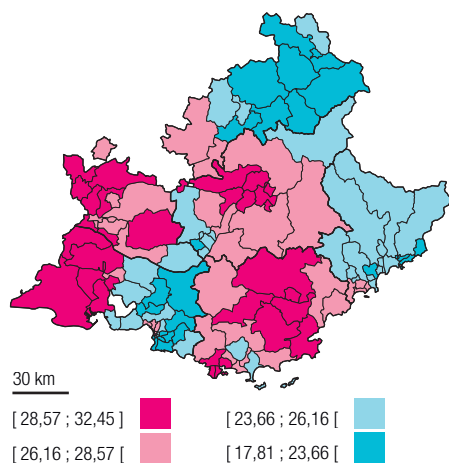 30 km
[ 28,57 ; 32,45 ]
[ 23,66 ; 26,16 [
[ 26,16 ; 28,57 [
[ 17,81 ; 23,66 [